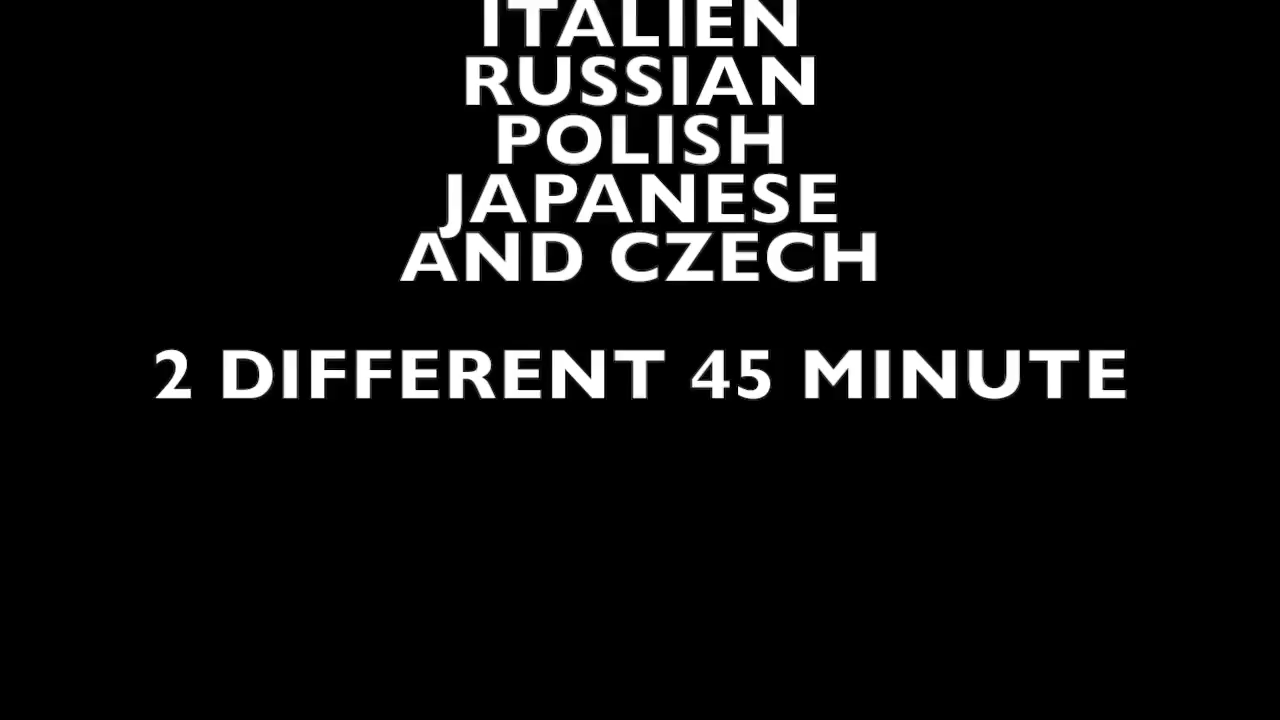 ITALIEN
RUSSIAN
POLISH
JAPANESE
AND CZECH
2 DIFFERENT 45 MINUTE